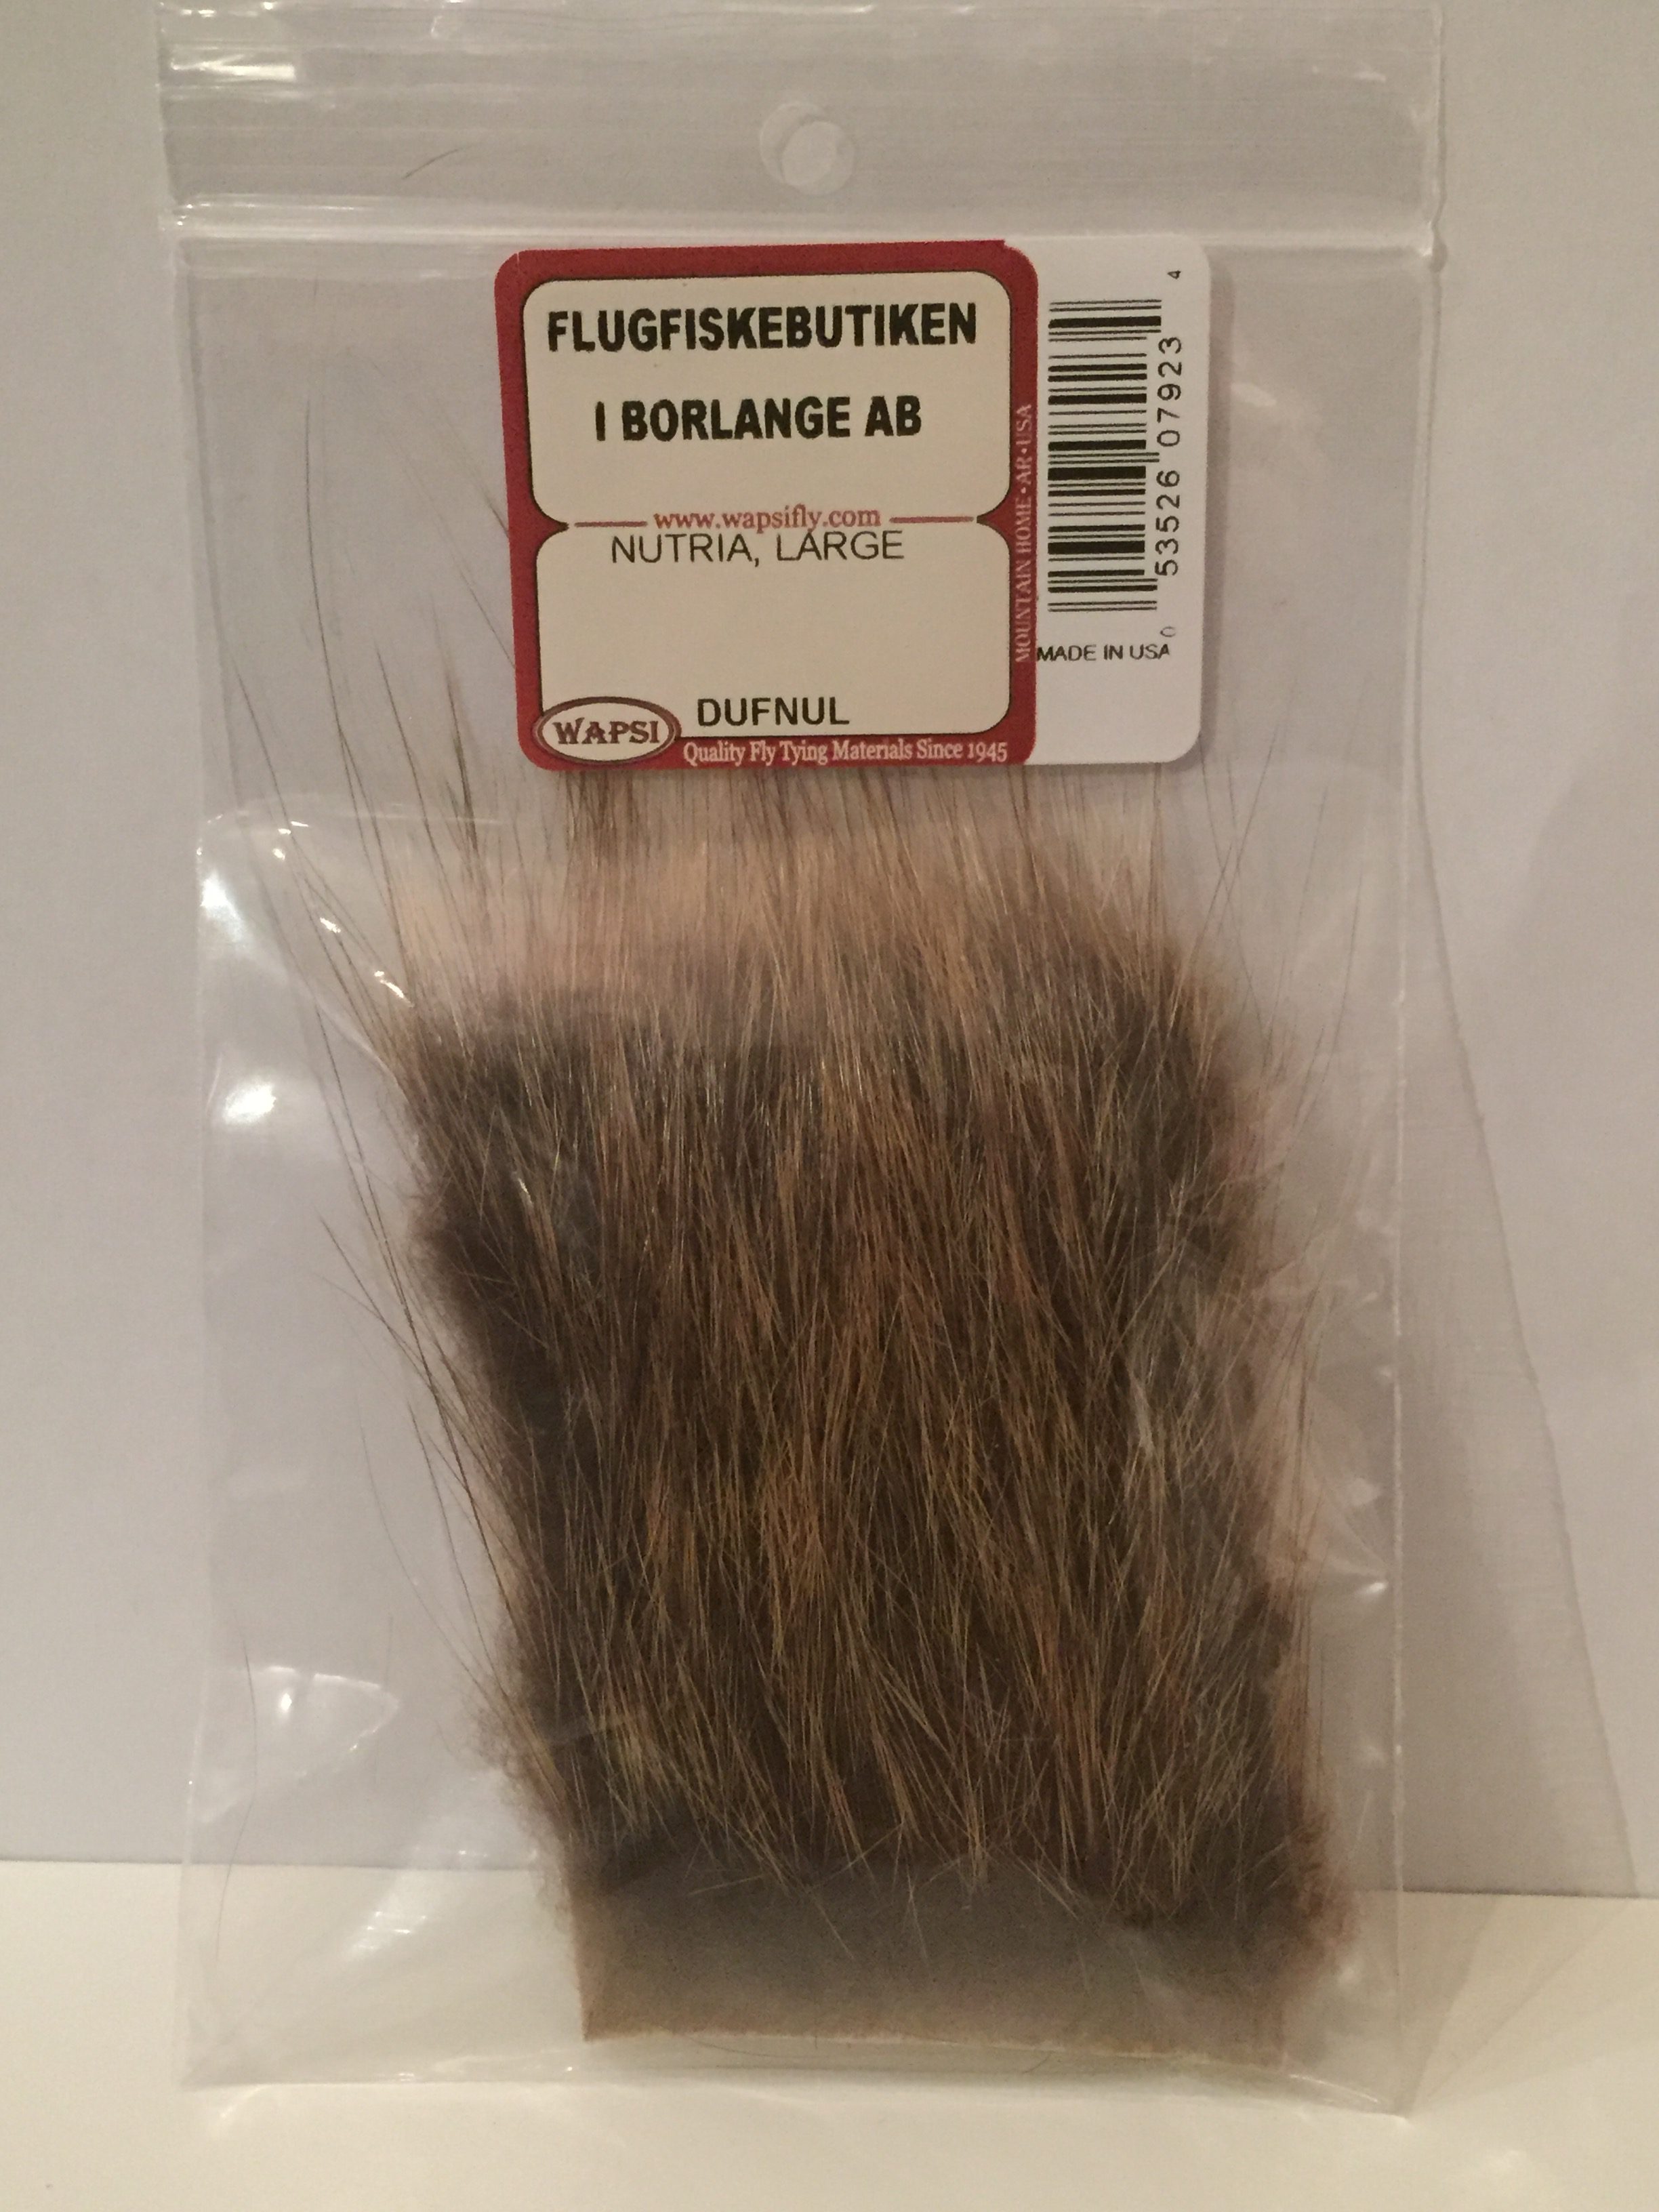 FLUGFISKEBUTIKEN
I BORLANGE AB
www.wapsifly.com
NUTRIA, LARGE
DUFNUL
WAPSI
Quality Fly Tying Materials Since 1945
MOUNTAIN HOME • AR • USA
0 53526 07923 4
MADE IN USA